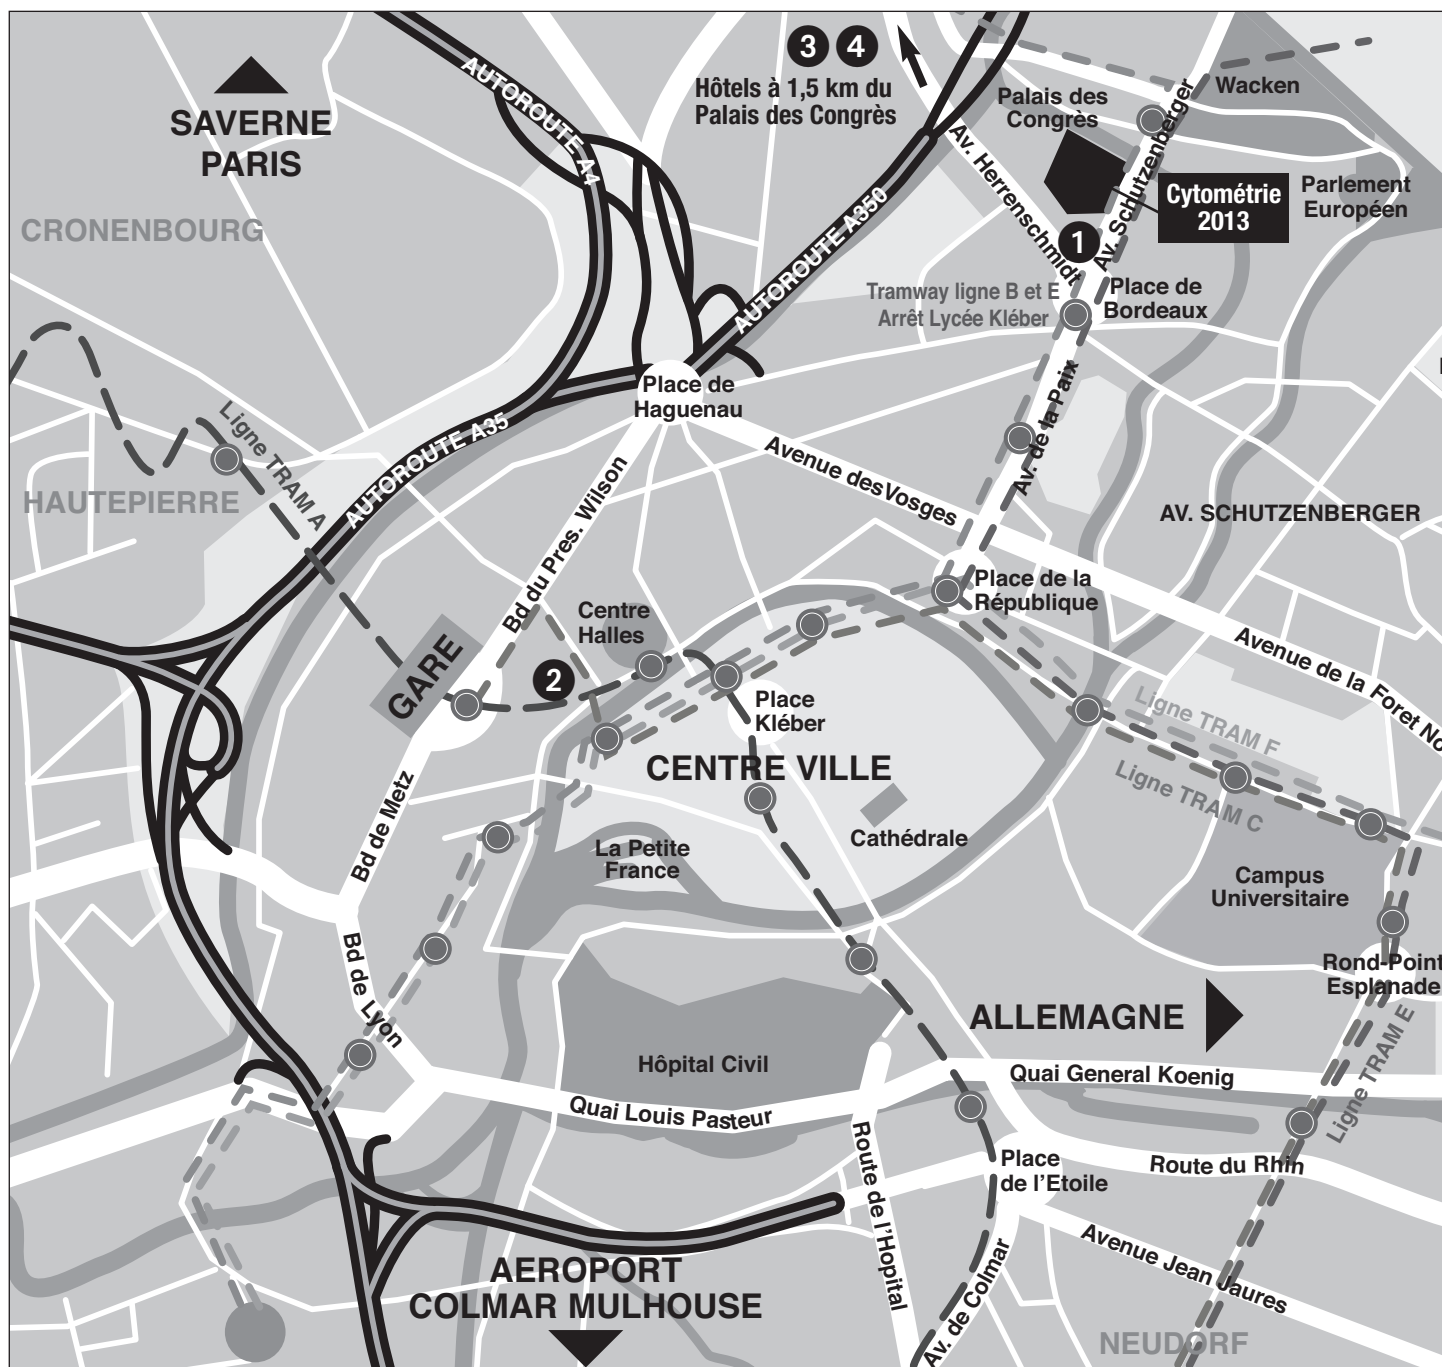 3 4
Hôtels à 1,5 km du
Palais des Congrès
SAVERNE
PARIS
AUTOROUTE A4
CRONENBOURG
Wacken
Palais des
Congrès
Av. Schutzenberger
Av. Herrenschmidt
Parlement
Européen
Cytométrie
2013
1
AUTOROUTE A350
Tramway ligne B et E
Arrêt Lycée Kléber
Place de
Bordeaux
Place de
Haguenau
Ligne TRAM A
AUTOROUTE A35
HAUTEPIERRE
Bd du Pres. Wilson
Avenue des Vosges
Av. de la Paix
AV. SCHUTZENBERGER
Place de la
République
Centre
Halles
GARE
2
Avenue de la Foret No
Place
Kléber
CENTRE VILLE
Ligne TRAM F
Ligne TRAM C
Bd de Metz
La Petite
France
Cathédrale
Campus
Universitaire
Bd de Lyon
Rond-Point
Esplanade
ALLEMAGNE
Ligne TRAM E
Hôpital Civil
Quai General Koenig
Quai Louis Pasteur
Route de l'Hopital
Place
de l'Etoile
Route du Rhin
Avenue Jean Jaures
Av. de Colmar
AEROPORT
COLMAR MULHOUSE
NEUDORF